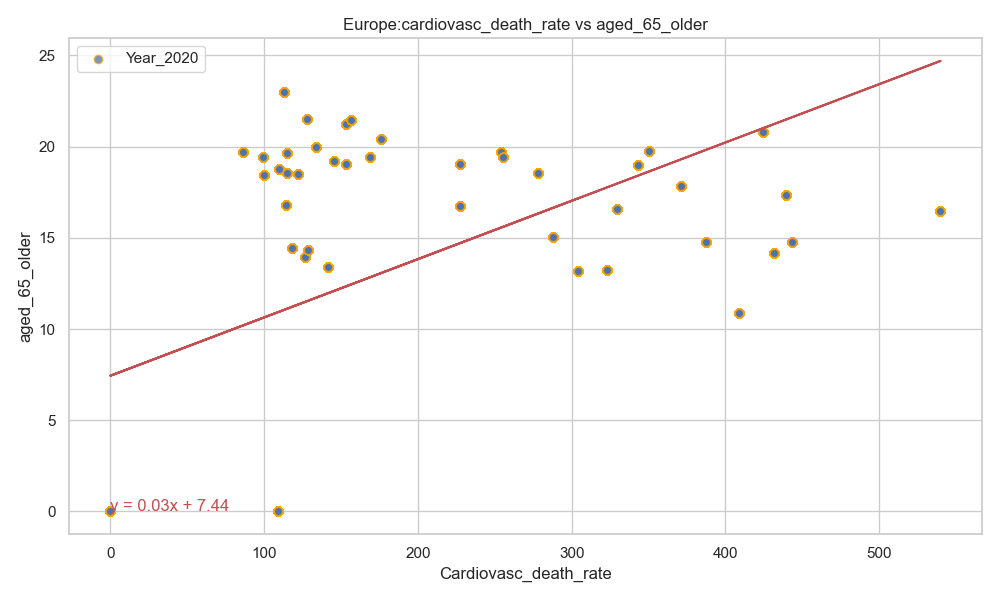 Europe:cardiovasc_death_rate vs aged_65_older
Year_2020
25
20
15
10
5
0
aged_65_older
y = 0.03x + 7.44
0 100 200 300 400 500
Cardiovasc_death_rate